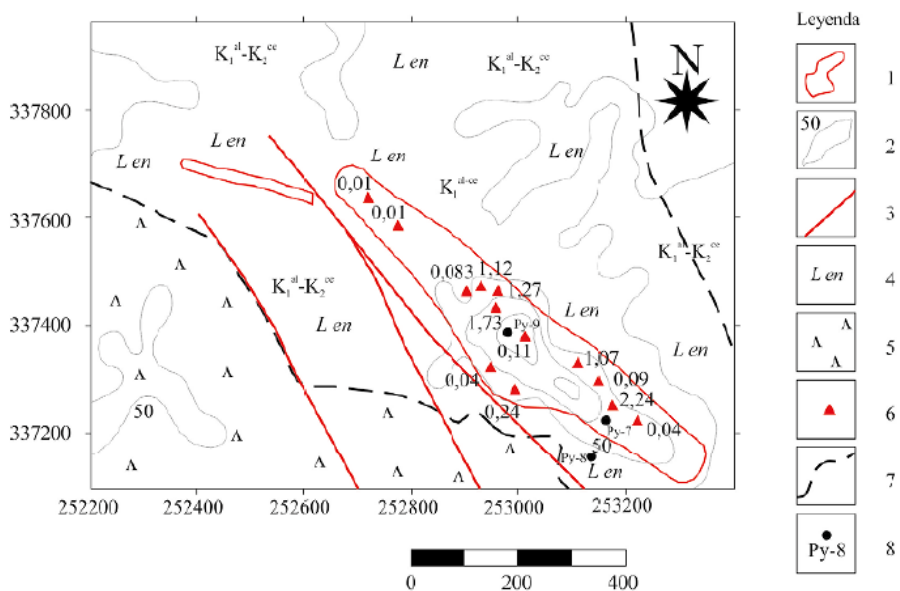 Leyenda
K₁ᵃˡ-K₂ᶜᵉ
L en
K₁ᵃˡ-K₂ᶜᵉ
N
1
337800
50
2
L en
L en
L en
L en
0,01
K₁ᵃˡ⁻ᶜᵉ
3
337600
0,01
K₁ᵃˡ-K₂ᶜᵉ
L en
4
0,083
1,12
K₁ᵃˡ-K₂ᶜᵉ
1,27
L en
337400
L en
1,73
Py-9
5
0,11
L en
1,07
0,04
0,09
50
0,24
2,24
6
337200
Py-7
0,04
50
Py-8
L en
7
252200
252400
252600
252800
253000
253200
Py-8
8
0
200
400